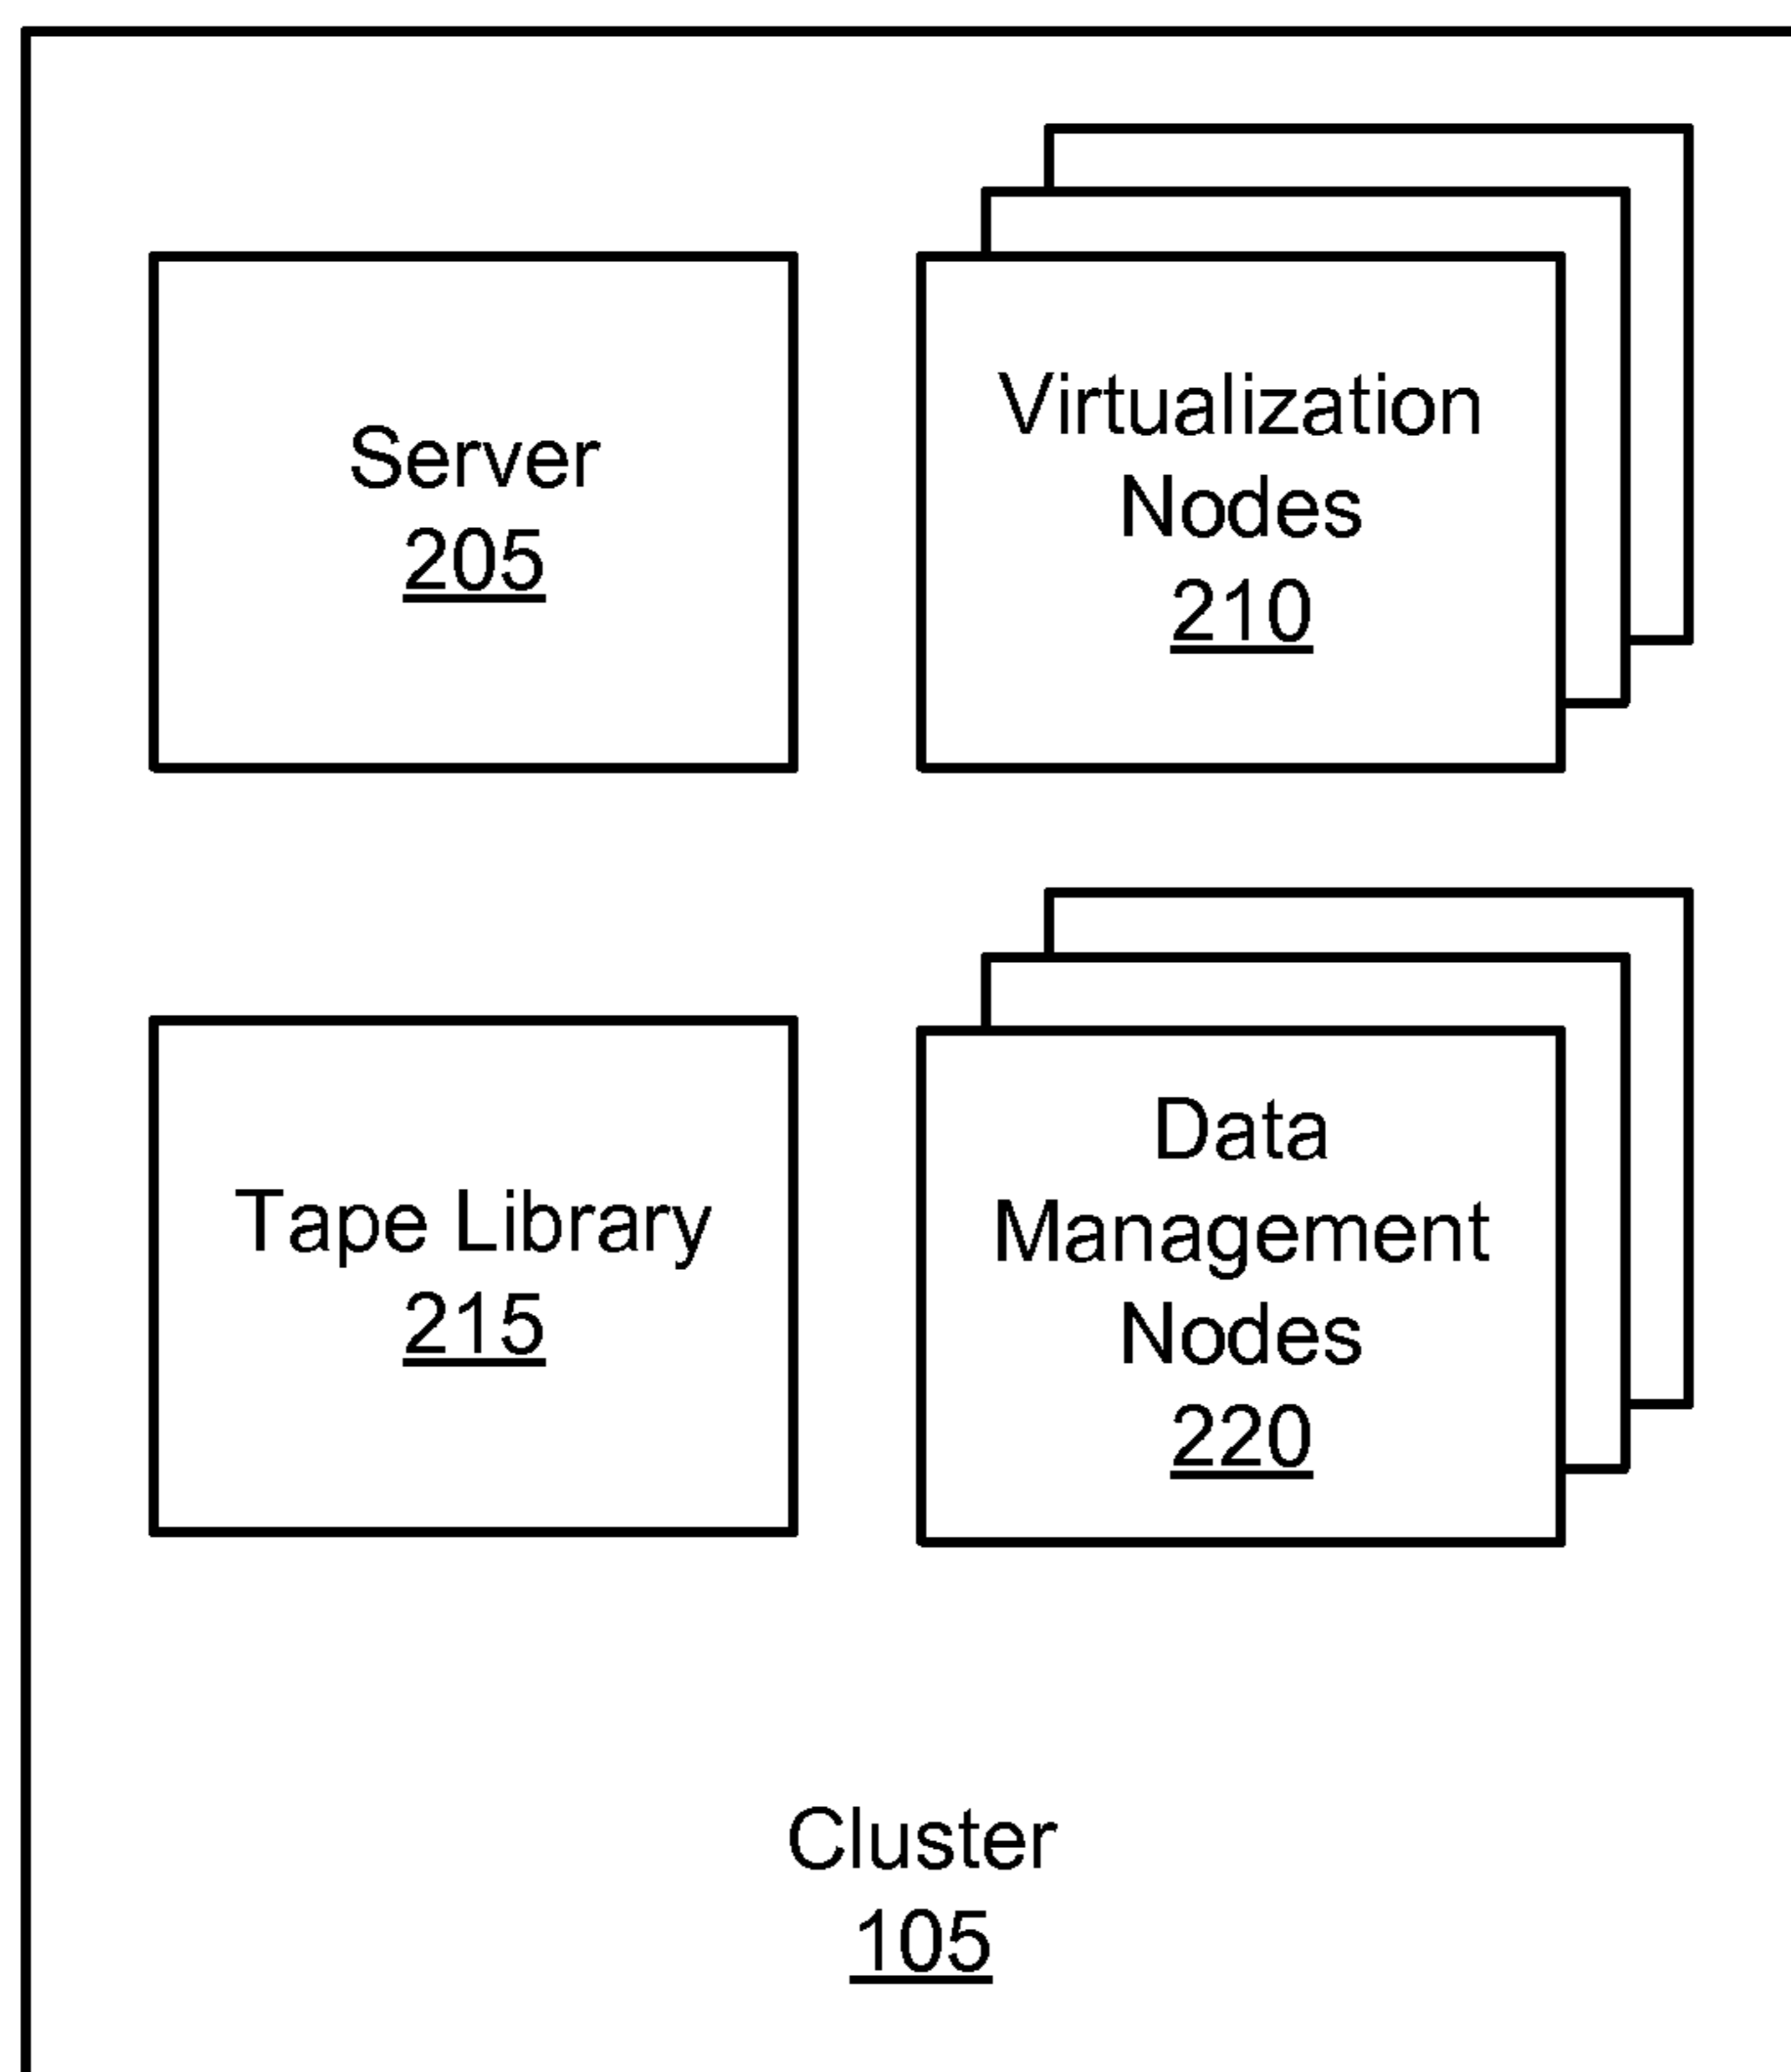 Server
205
Virtualization
Nodes
210
Tape Library
215
Data
Management
Nodes
220
Cluster
105